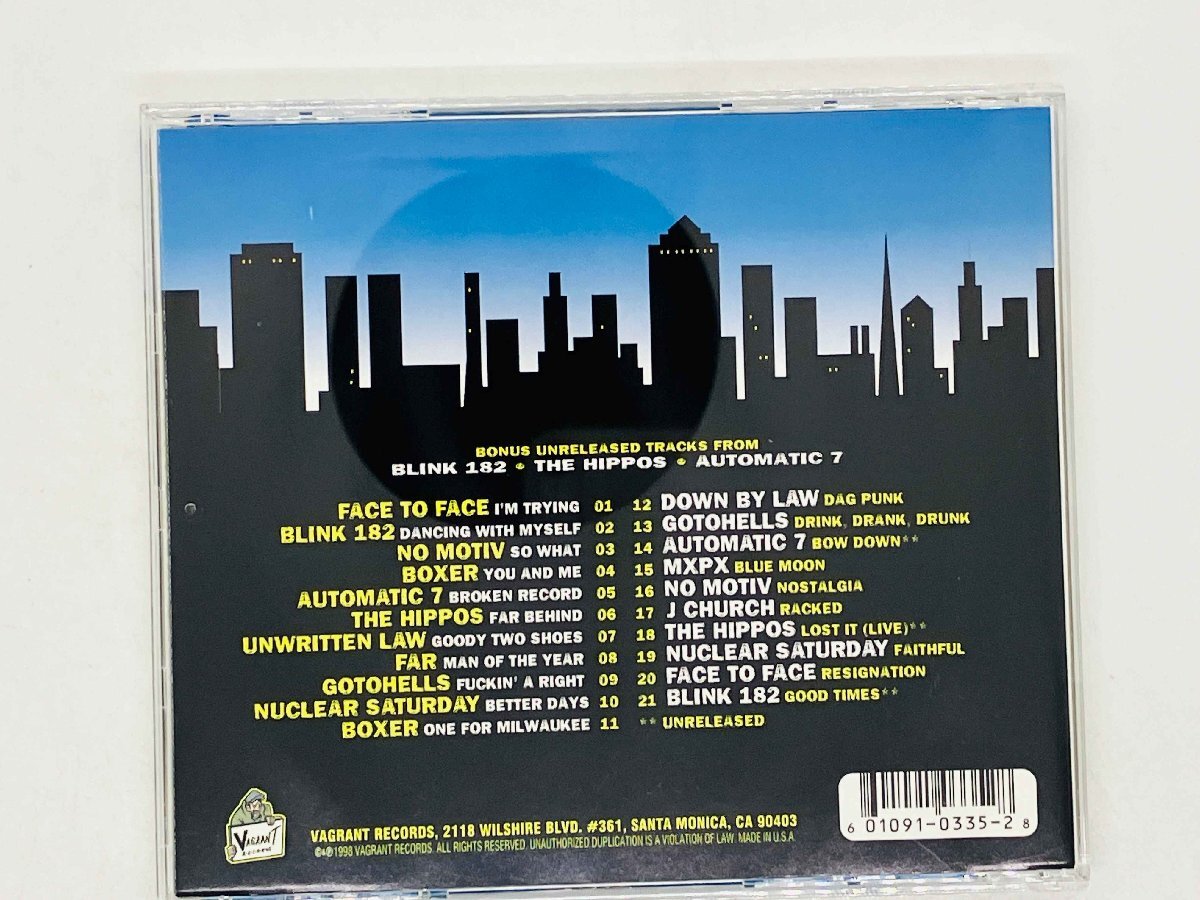 BONUS UNRELEASED TRACKS FROM
BLINK 182 • THE HIPPOS • AUTOMATIC 7
FACE TO FACE I'M TRYING 01
BLINK 182 DANCING WITH MYSELF 02
NO MOTIV SO WHAT 03
BOXER YOU AND ME 04
AUTOMATIC 7 BROKEN RECORD 05
THE HIPPOS FAR BEHIND 06
UNWRITTEN LAW GOODY TWO SHOES 07
FAR MAN OF THE YEAR 08
GOTOHELLS FUCKIN' A RIGHT 09
NUCLEAR SATURDAY BETTER DAYS 10
BOXER ONE FOR MILWAUKEE 11
12 DOWN BY LAW DAG PUNK
13 GOTOHELLS DRINK, DRANK, DRUNK
14 AUTOMATIC 7 BOW DOWN**
15 MXPX BLUE MOON
16 NO MOTIV NOSTALGIA
17 J CHURCH RACKED
18 THE HIPPOS LOST IT (LIVE)**
19 NUCLEAR SATURDAY FAITHFUL
20 FACE TO FACE RESIGNATION
21 BLINK 182 GOOD TIMES**
** UNRELEASED
VAGRANT
RECORDS
VAGRANT RECORDS, 2118 WILSHIRE BLVD. #361, SANTA MONICA, CA 90403
©+℗1998 VAGRANT RECORDS. ALL RIGHTS RESERVED. UNAUTHORIZED DUPLICATION IS A VIOLATION OF LAW. MADE IN U.S.A.
6 01091-0335-2 8